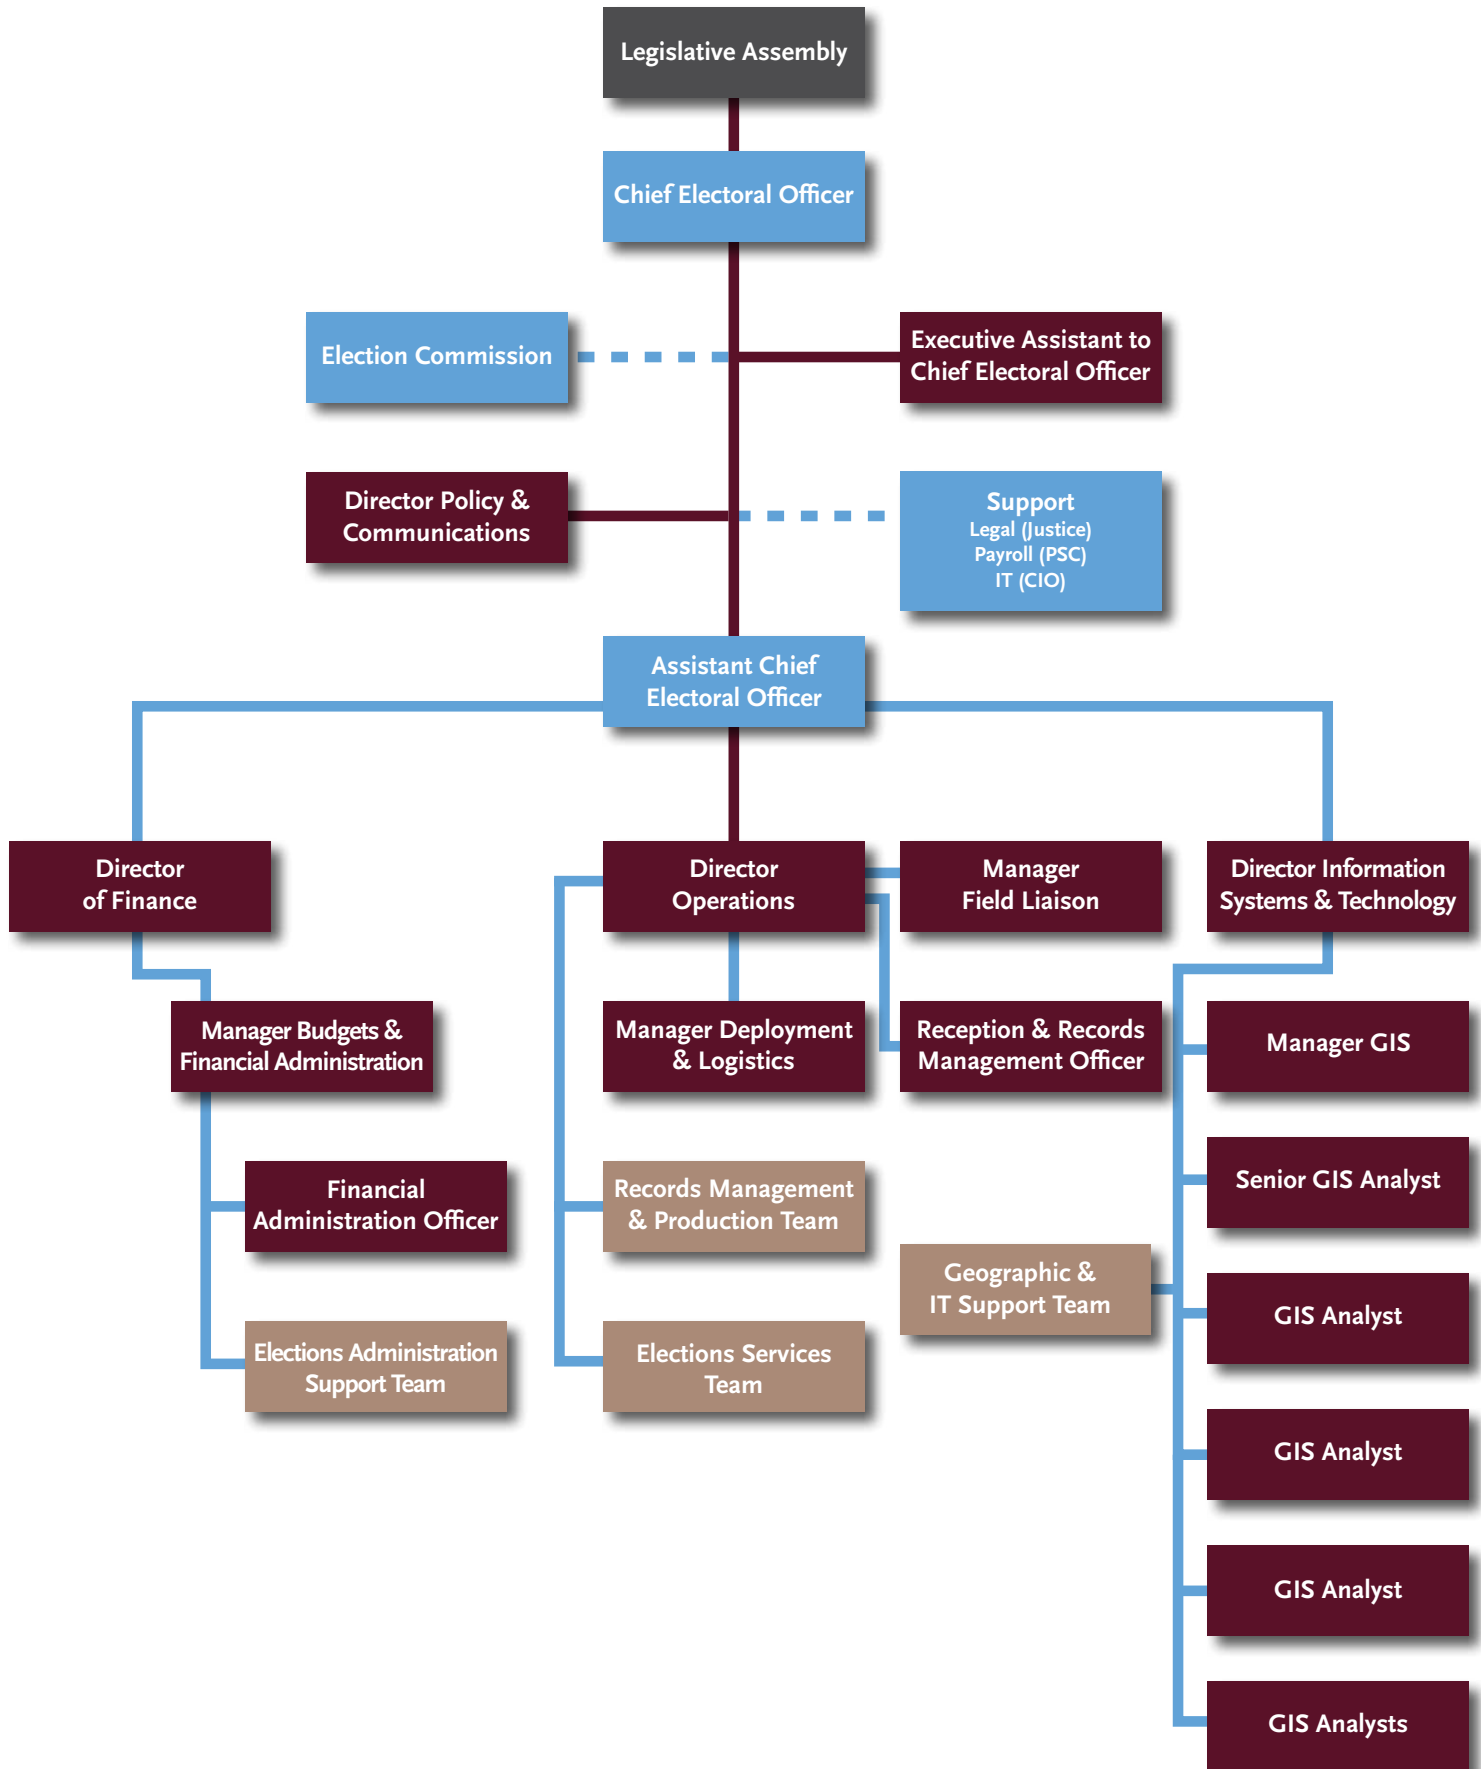 Legislative Assembly
Chief Electoral Officer
Election Commission
Executive Assistant to
Chief Electoral Officer
Director Policy &
Communications
Support
Legal (Justice)
Payroll (PSC)
IT (CIO)
Assistant Chief
Electoral Officer
Director
of Finance
Director
Operations
Manager
Field Liaison
Director Information
Systems & Technology
Manager Budgets &
Financial Administration
Manager Deployment
& Logistics
Reception & Records
Management Officer
Manager GIS
Financial
Administration Officer
Records Management
& Production Team
Senior GIS Analyst
Geographic &
IT Support Team
GIS Analyst
Elections Administration
Support Team
Elections Services
Team
GIS Analyst
GIS Analyst
GIS Analysts